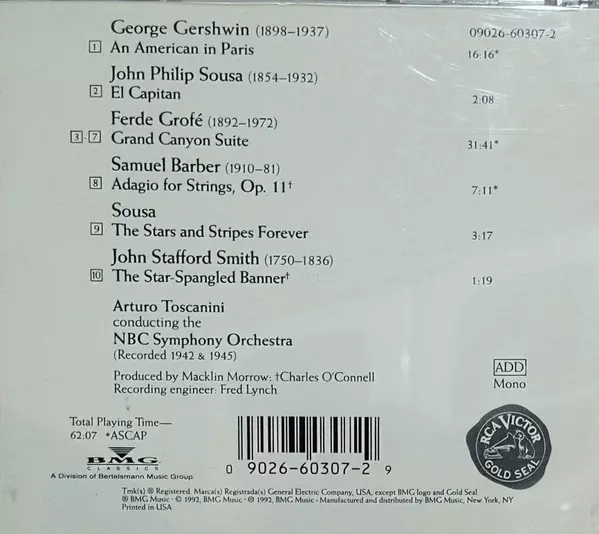 George Gershwin (1898–1937) 09026-60307-2
1 An American in Paris 16:16*
John Philip Sousa (1854–1932)
2 El Capitan 2:08
Ferde Grofé (1892–1972)
3-7 Grand Canyon Suite 31:41*
Samuel Barber (1910–81)
8 Adagio for Strings, Op. 11† 7:11*
Sousa
9 The Stars and Stripes Forever 3:17
John Stafford Smith (1750–1836)
10 The Star-Spangled Banner† 1:19
Arturo Toscanini
conducting the
NBC Symphony Orchestra
(Recorded 1942 & 1945)
Produced by Macklin Morrow; †Charles O'Connell
Recording engineer: Fred Lynch
ADD
Mono
Total Playing Time—
62:07 *ASCAP
BMG
CLASSICS
A Division of Bertelsmann Music Group
0 9026-60307-2 9
RCA VICTOR
GOLD SEAL
Tmk(s) ® Registered. Marca(s) Registrada(s) General Electric Company, USA, except BMG logo and Gold Seal
® BMG Music · © 1992, BMG Music · ℗ 1992, BMG Music · Manufactured and distributed by BMG Music, New York, NY
Printed in USA